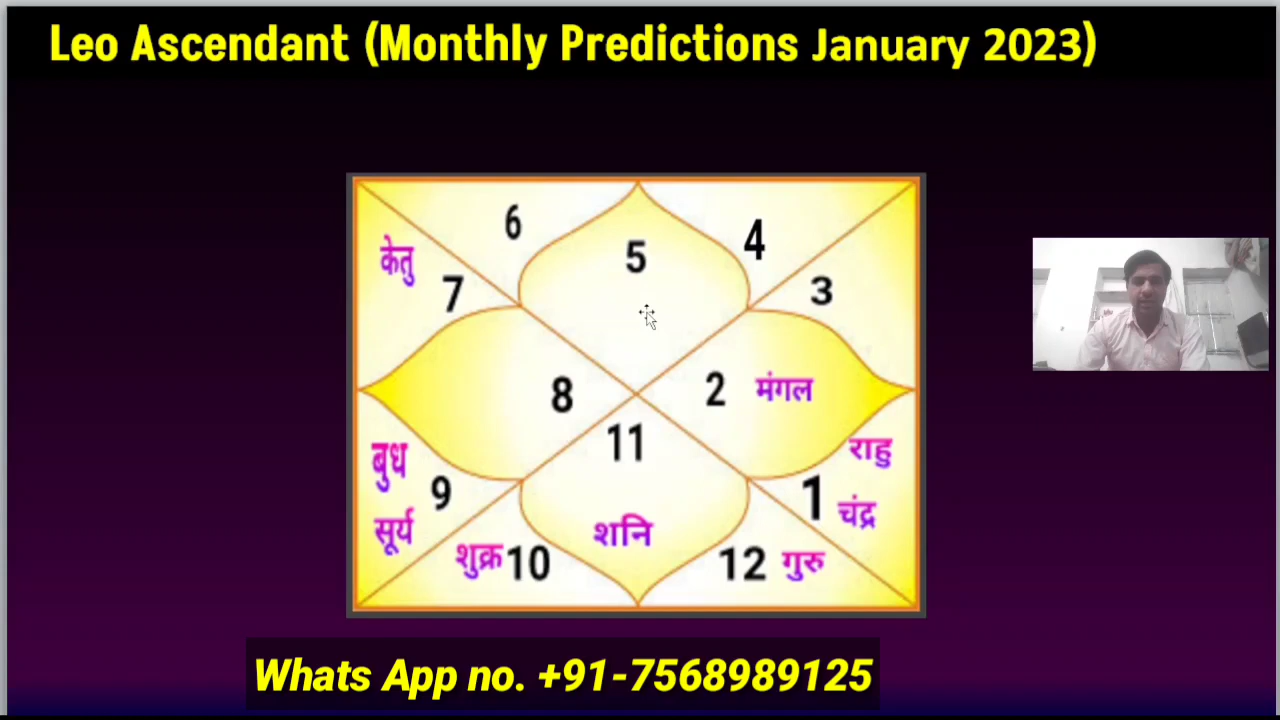 Leo Ascendant (Monthly Predictions January 2023)
6
5
4
केतु
7
3
8
2 मंगल
11
राहु
बुध
9
1
चंद्र
सूर्य
शनि
शुक्र 10
12 गुरु
Whats App no. +91-7568989125